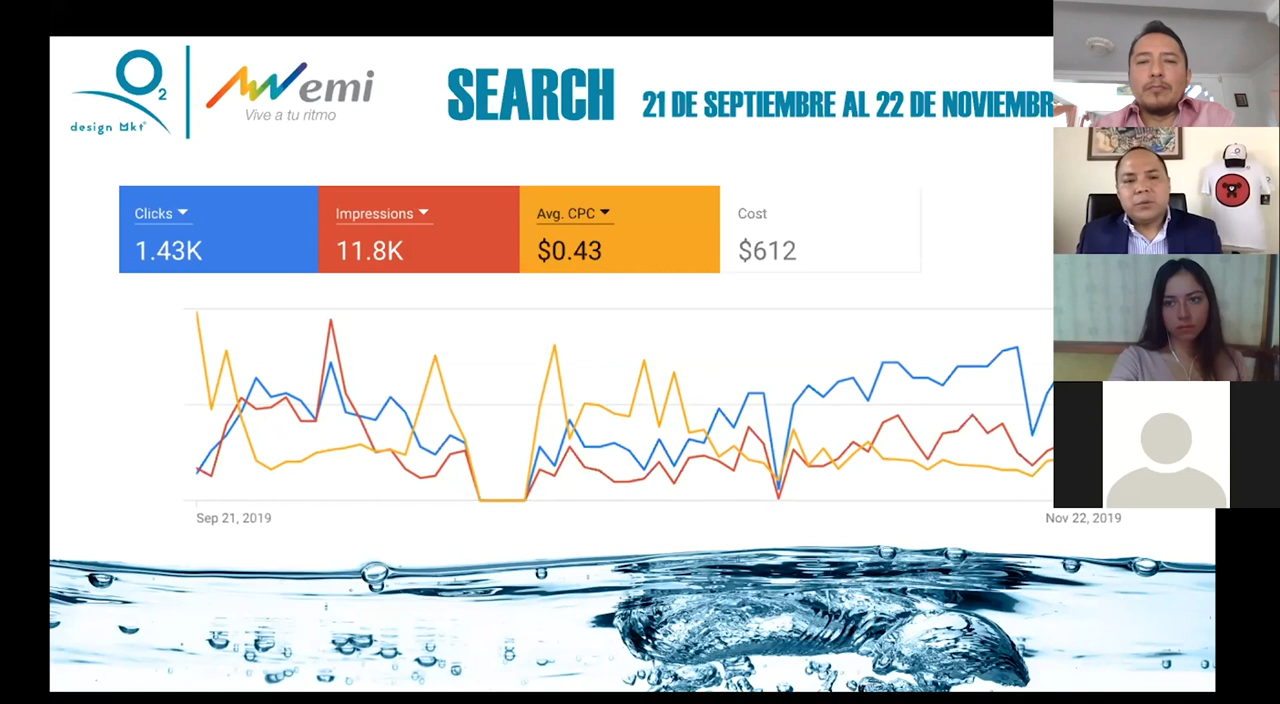 O2
design Mkt
emi
Vive a tu ritmo
SEARCH
21 DE SEPTIEMBRE AL 22 DE NOVIEMBR
Clicks
1.43K
Impressions
11.8K
Avg. CPC
$0.43
Cost
$612
Sep 21, 2019
Nov 22, 2019